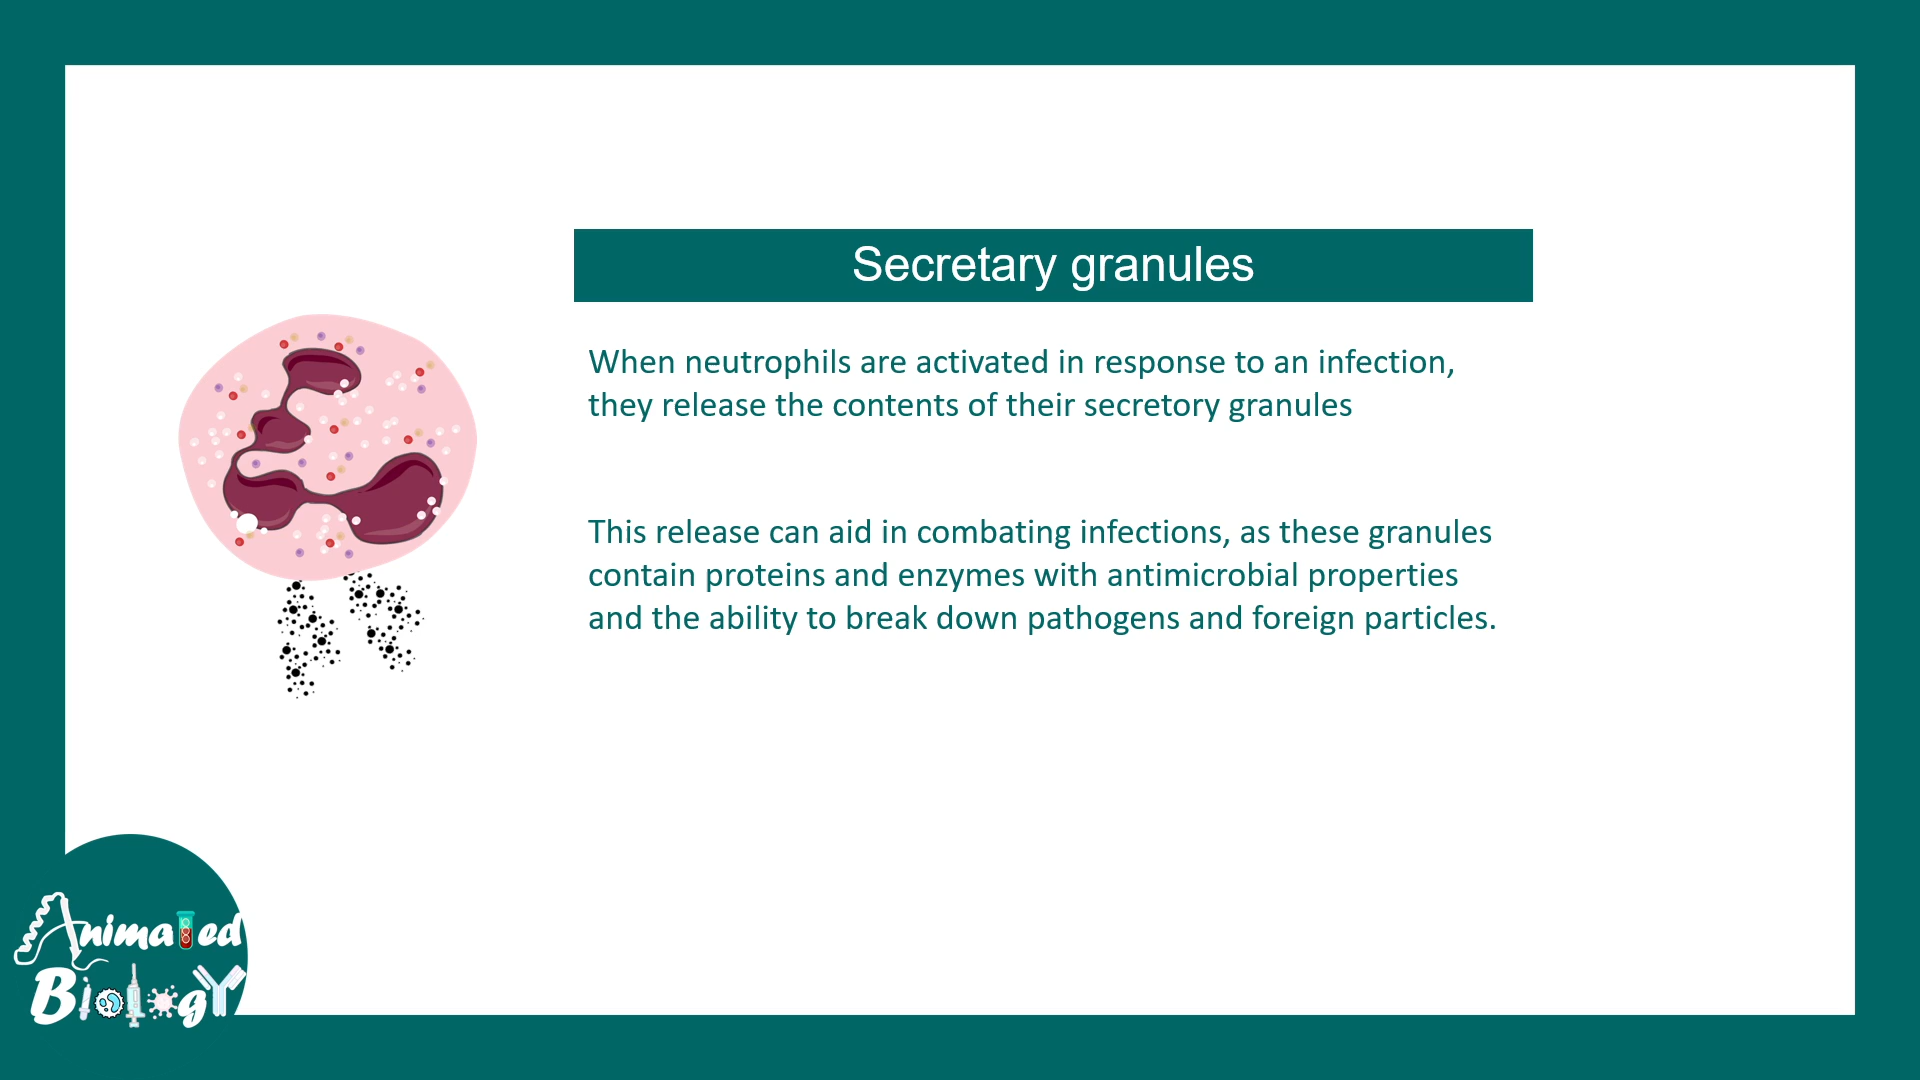 Secretary granules
When neutrophils are activated in response to an infection,
they release the contents of their secretory granules
This release can aid in combating infections, as these granules
contain proteins and enzymes with antimicrobial properties
and the ability to break down pathogens and foreign particles.
Animated
Biology